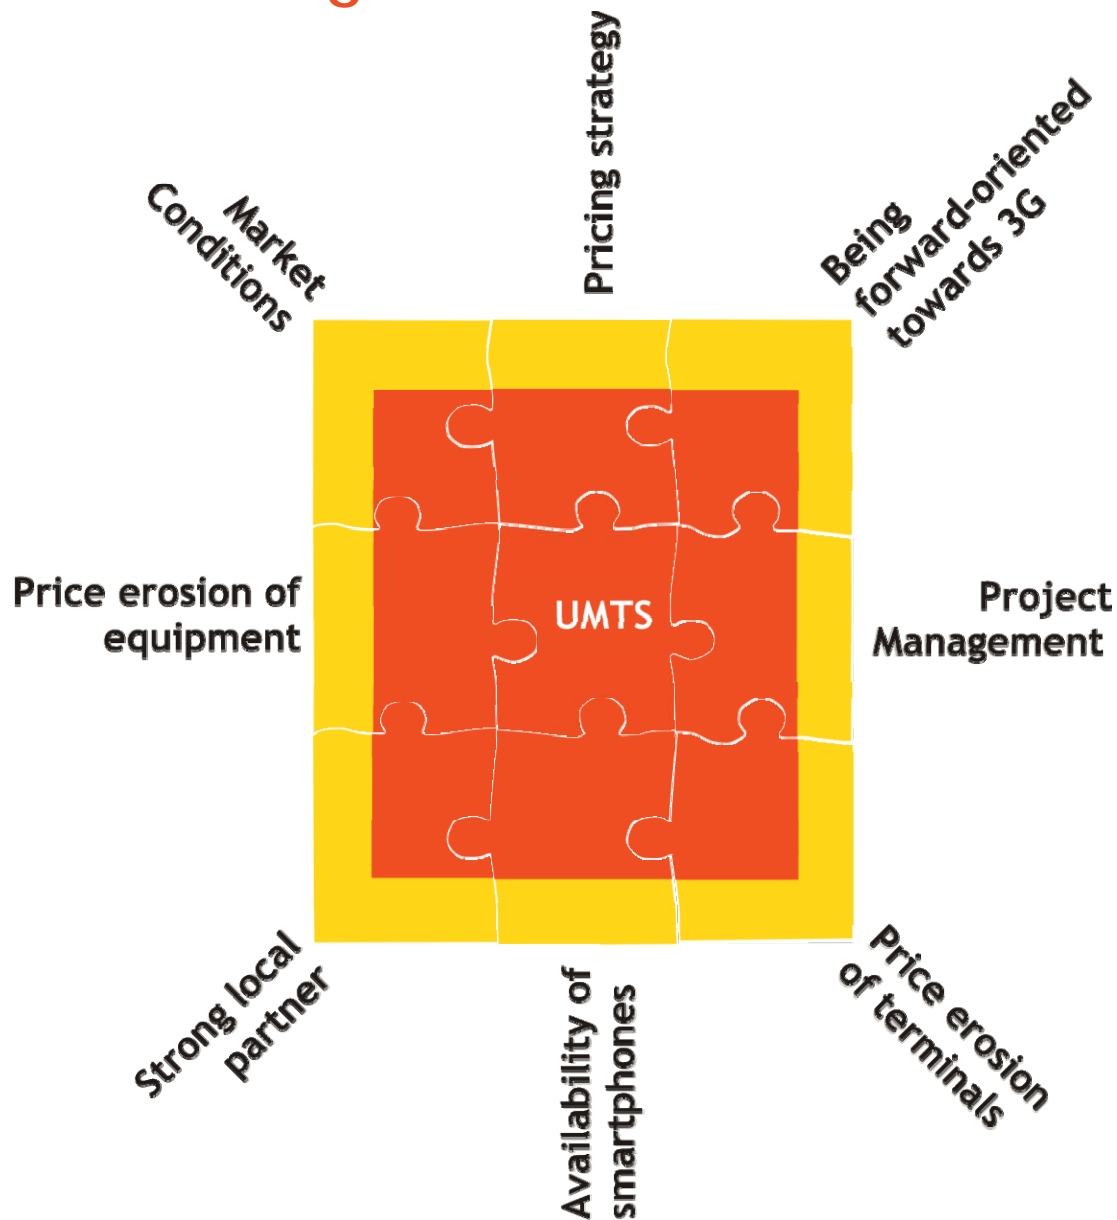 Pricing strategy
Market
Conditions
Being
forward-oriented
towards 3G
Price erosion of
equipment
UMTS
Project
Management
Strong local
partner
Availability of
smartphones
Price erosion
of terminals